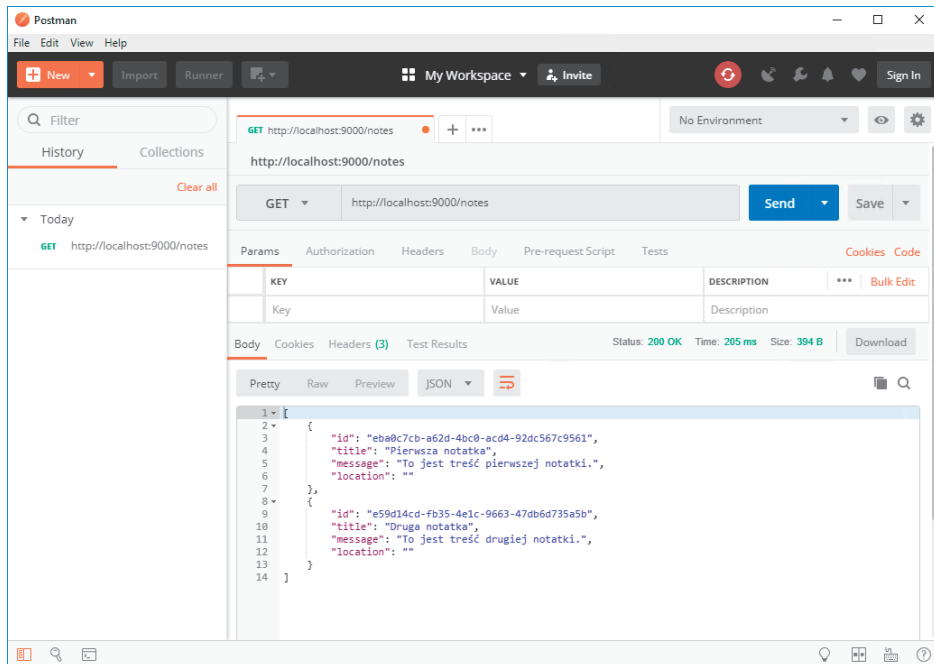 Postman
File Edit View Help
New Import Runner My Workspace Invite Sign In
Filter
History Collections
Clear all
Today
GET http://localhost:9000/notes
GET http://localhost:9000/notes + •••
No Environment
http://localhost:9000/notes
GET http://localhost:9000/notes Send Save
Params Authorization Headers Body Pre-request Script Tests Cookies Code
KEY VALUE DESCRIPTION ••• Bulk Edit
Key Value Description
Body Cookies Headers (3) Test Results Status: 200 OK Time: 205 ms Size: 394 B Download
Pretty Raw Preview JSON
1 [
2 {
3 "id": "eba0c7cb-a62d-4bc0-acd4-92dc567c9561",
4 "title": "Pierwsza notatka",
5 "message": "To jest treść pierwszej notatki.",
6 "location": ""
7 },
8 {
9 "id": "e59d14cd-fb35-4e1c-9663-47db6d735a5b",
10 "title": "Druga notatka",
11 "message": "To jest treść drugiej notatki.",
12 "location": ""
13 }
14 ]